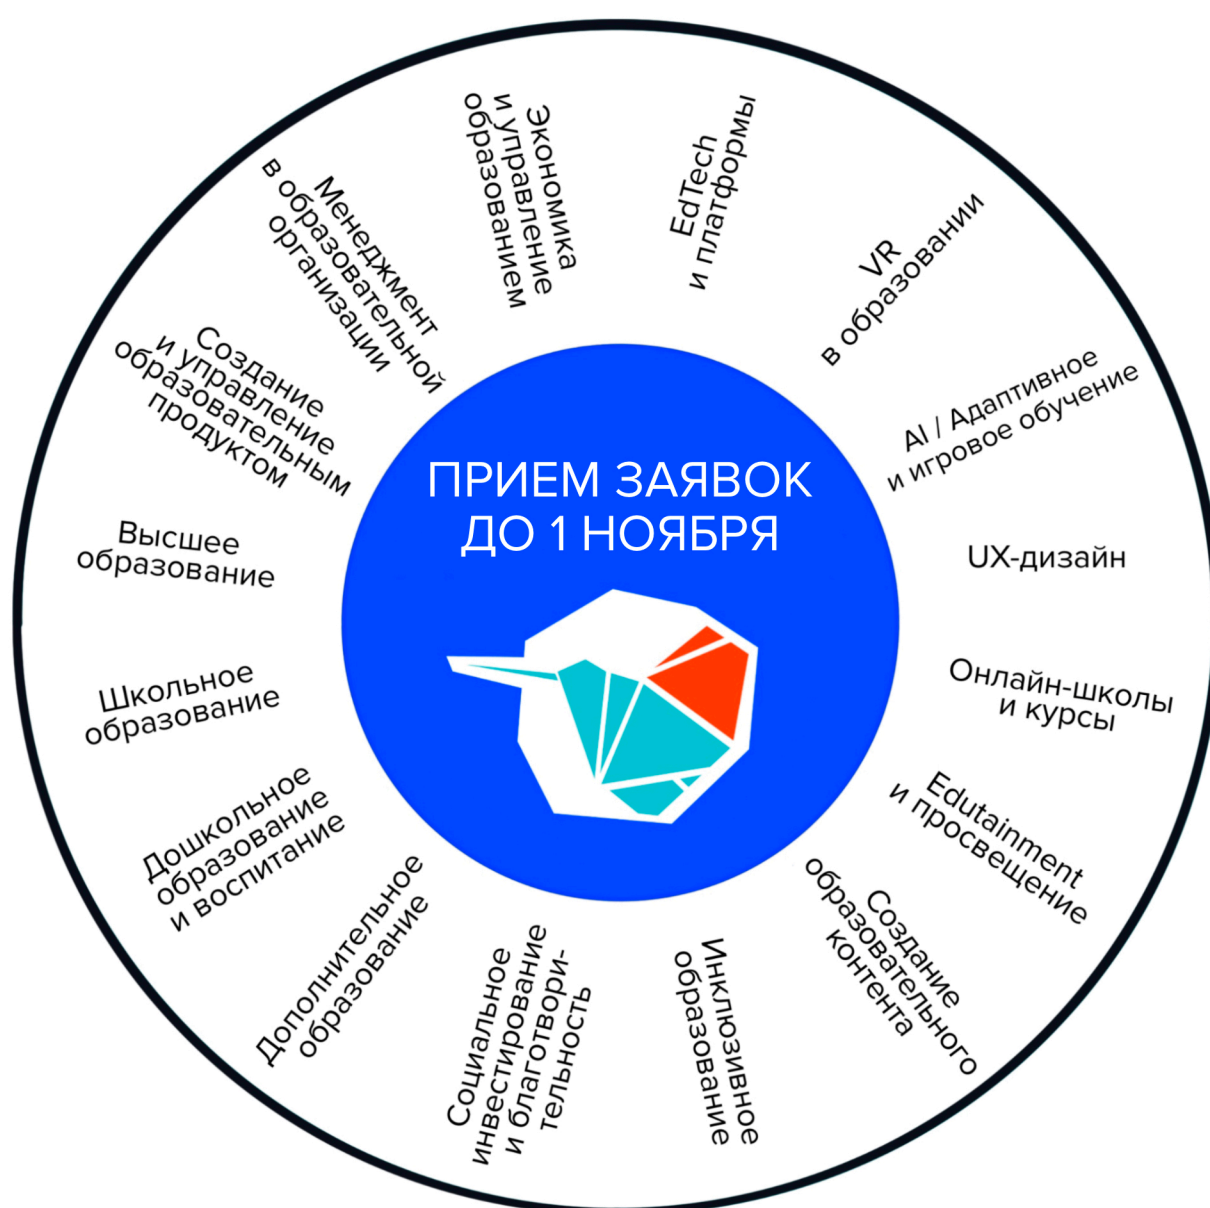 ПРИЕМ ЗАЯВОК
ДО 1 НОЯБРЯ
EdTech
и платформы
VR
в образовании
AI / Адаптивное
и игровое обучение
UX-дизайн
Онлайн-школы
и курсы
Edutainment
и просвещение
Создание
образовательного
контента
Инклюзивное
образование
Социальное
инвестирование
и благотвори-
тельность
Дополнительное
образование
Дошкольное
образование
и воспитание
Школьное
образование
Высшее
образование
Создание
и управление
образовательным
продуктом
Менеджмент
в образовательной
организации
Экономика
и управление
образованием